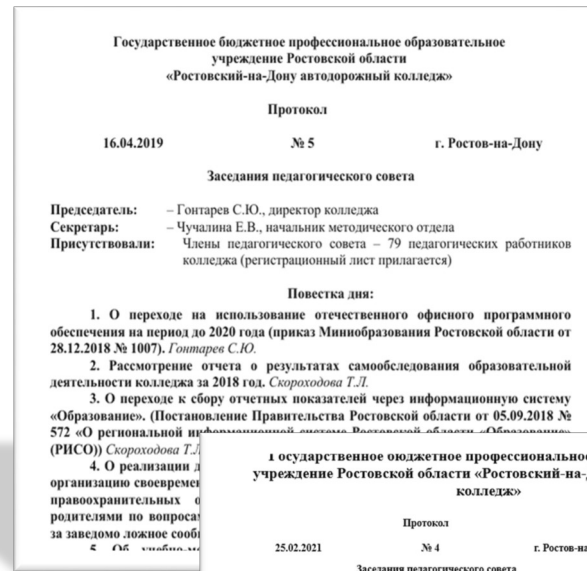 Государственное бюджетное профессиональное образовательное
учреждение Ростовской области
«Ростовский-на-Дону автодорожный колледж»
Протокол
16.04.2019 № 5 г. Ростов-на-Дону
Заседания педагогического совета
Председатель: – Гонтарев С.Ю., директор колледжа
Секретарь: – Чучалина Е.В., начальник методического отдела
Присутствовали: Члены педагогического совета – 79 педагогических работников
колледжа (регистрационный лист прилагается)
Повестка дня:
1. О переходе на использование отечественного офисного программного
обеспечения на период до 2020 года (приказ Минобразования Ростовской области от
28.12.2018 № 1007). Гонтарев С.Ю.
2. Рассмотрение отчета о результатах самообследования образовательной
деятельности колледжа за 2018 год. Скороходова Т.Л.
3. О переходе к сбору отчетных показателей через информационную систему
«Образование». (Постановление Правительства Ростовской области от 05.09.2018 №
572 «О региональной информационной системе Ростовской области «Образование»
(РИСО)) Скороходова Т.Л
4. О реализации
организацию
правоохранительных
родителями по
за заведомо ложное
5. Об
Государственное бюджетное
учреждение Ростовской области «Ростовский-на-
колледж»
Протокол
25.02.2021 № 4 г.
Заседания педагогического совета